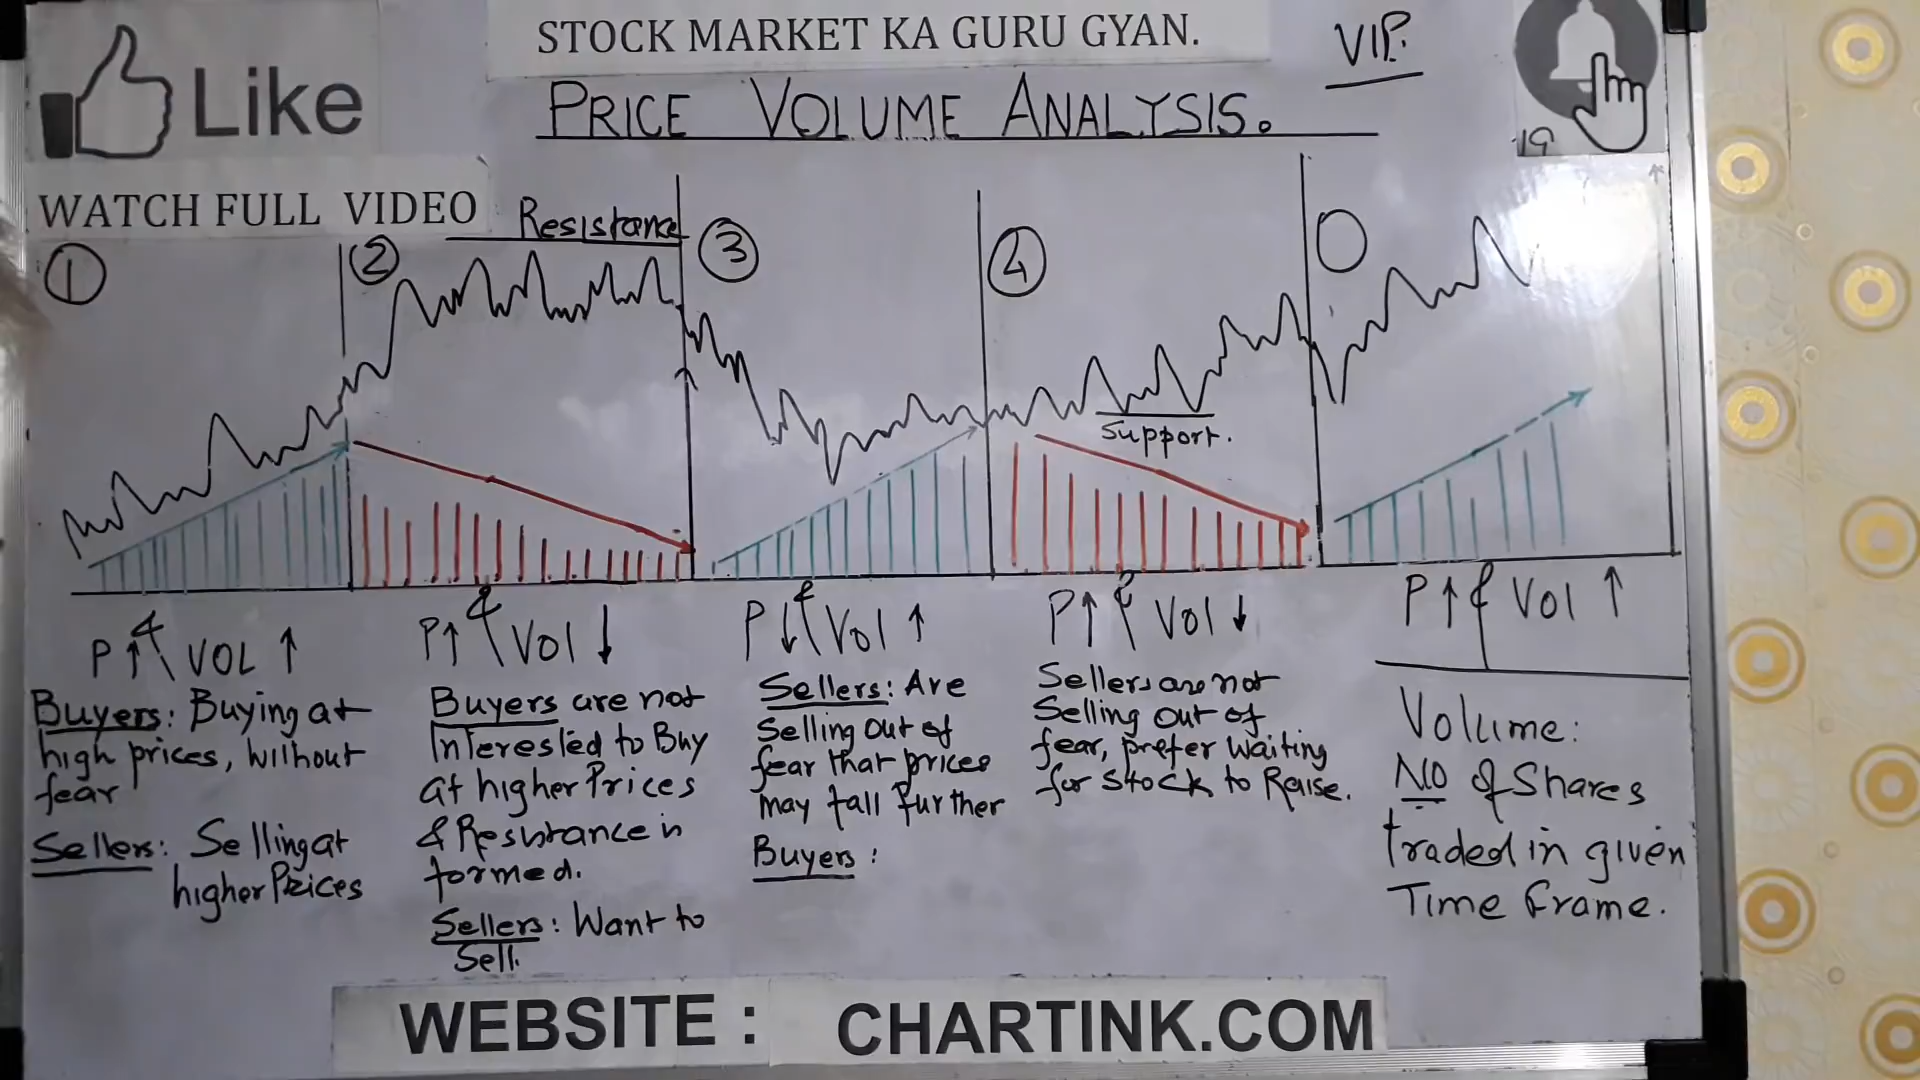 STOCK MARKET KA GURU GYAN.
VIP.
Like
PRICE VOLUME ANALYSIS.
19
WATCH FULL VIDEO
Resistance
1
2
3
4
Support.
P↑ & VOL ↑
P↑ & VOl ↓
P↓ & Vol ↑
P↑ & VOl ↓
P↑ & VOl ↑
Buyers: Buying at
high prices, without
fear
Sellers: Selling at
higher Prices
Buyers are not
Interested to Buy
at higher Prices
& Resistance is
formed.
Sellers: Want to
Sell.
Sellers: Are
Selling out of
fear that prices
may fall further
Buyers:
Sellers are not
Selling out of
fear, prefer waiting
for stock to Raise.
Volume:
NO of Shares
traded in given
Time Frame.
WEBSITE : CHARTINK.COM